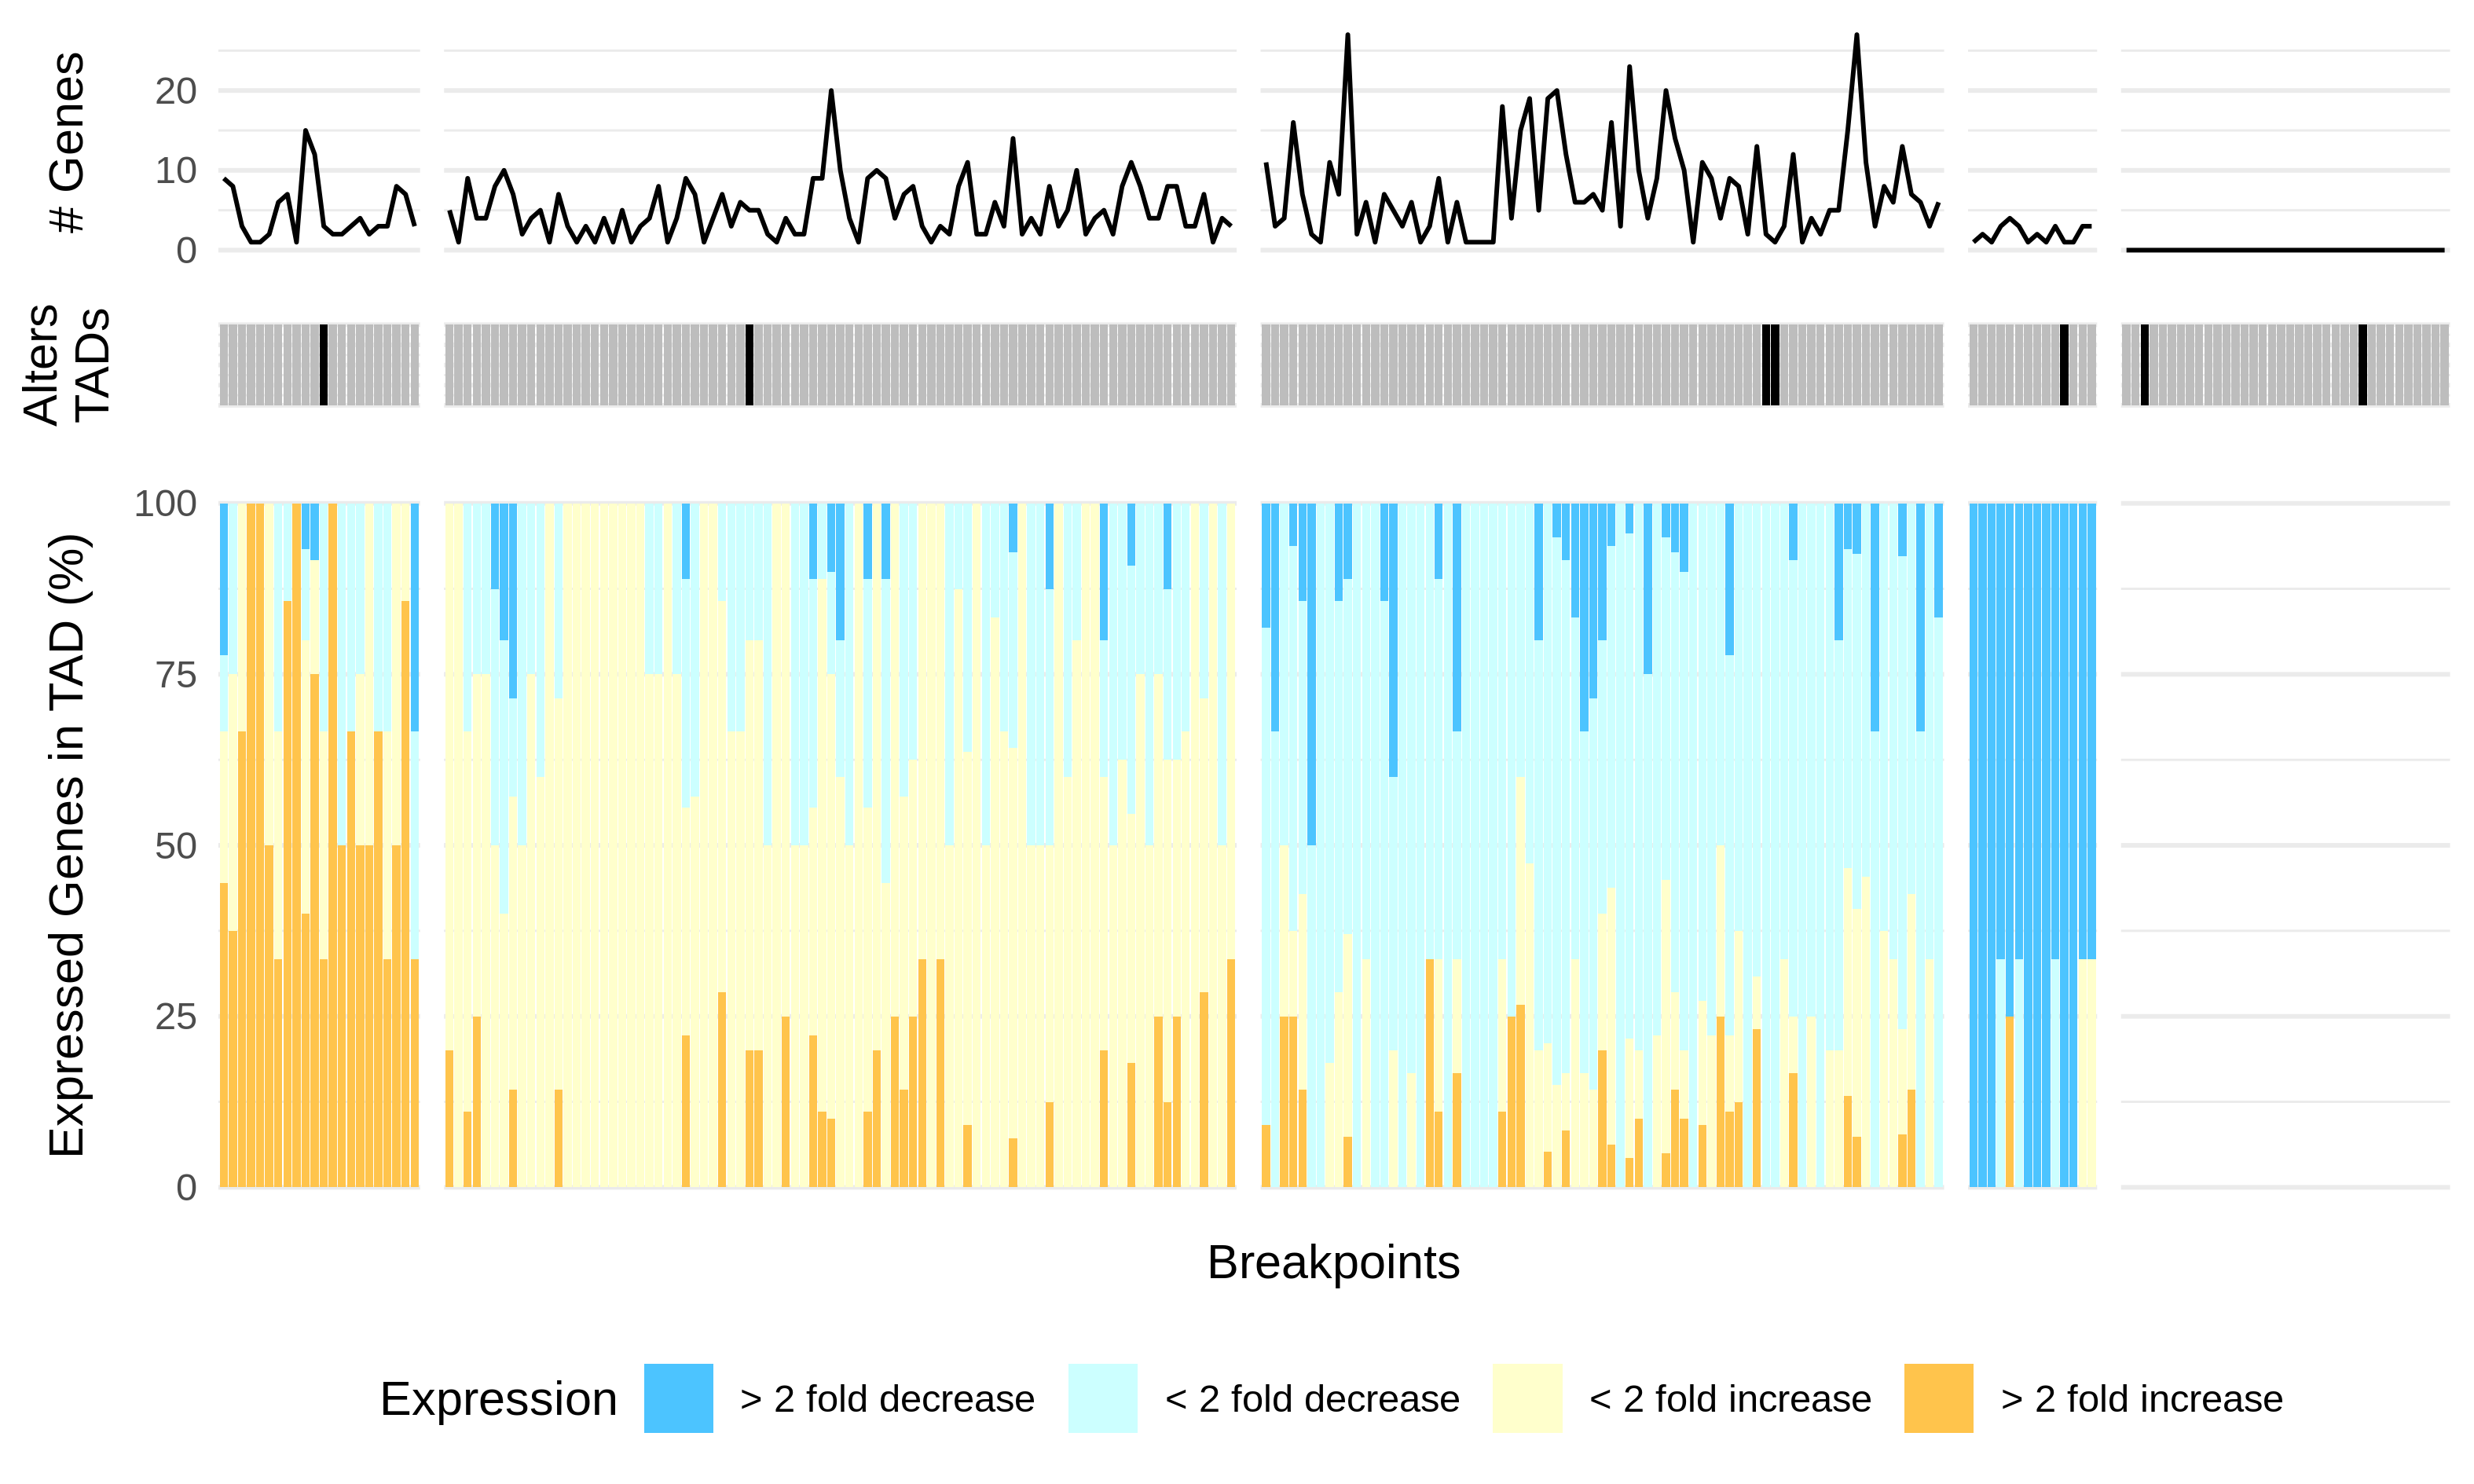 # Genes
20
10
0
Alters
TADs
Expressed Genes in TAD (%)
100
75
50
25
0
Breakpoints
Expression
> 2 fold decrease
< 2 fold decrease
< 2 fold increase
> 2 fold increase